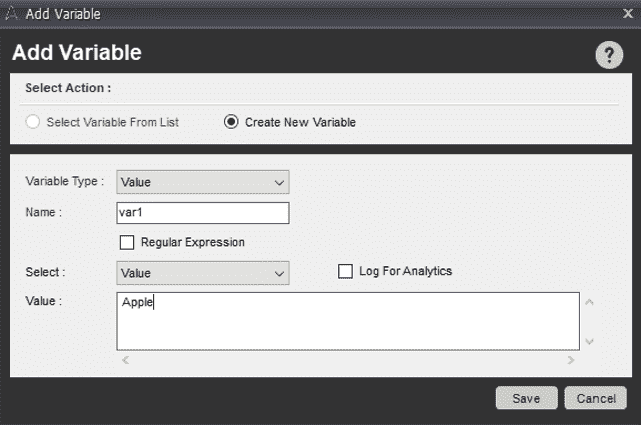 Add Variable
Add Variable
?
Select Action :
Select Variable From List Create New Variable
Variable Type : Value
Name : var1
Regular Expression
Select : Value Log For Analytics
Value : Apple
Save Cancel